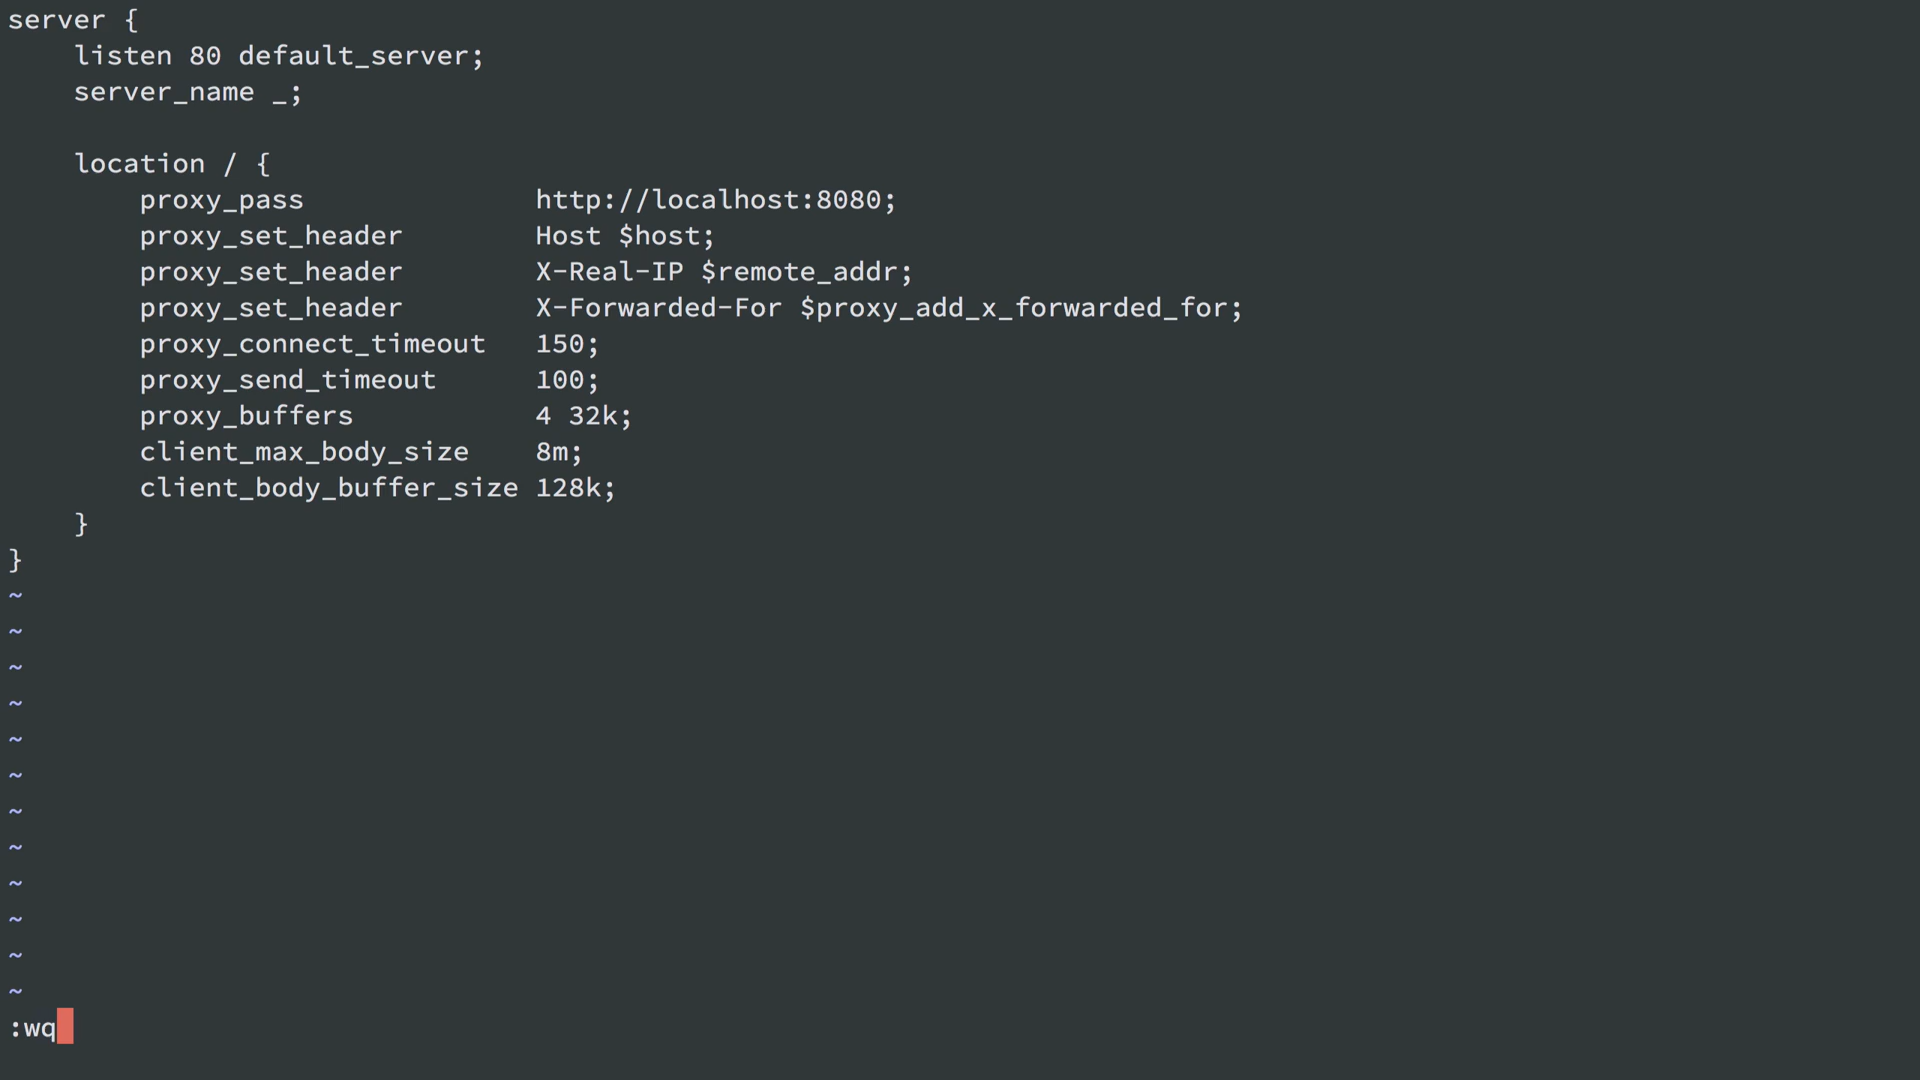 server {
    listen 80 default_server;
    server_name _;

    location / {
        proxy_pass              http://localhost:8080;
        proxy_set_header        Host $host;
        proxy_set_header        X-Real-IP $remote_addr;
        proxy_set_header        X-Forwarded-For $proxy_add_x_forwarded_for;
        proxy_connect_timeout   150;
        proxy_send_timeout      100;
        proxy_buffers           4 32k;
        client_max_body_size    8m;
        client_body_buffer_size 128k;
    }
}
~
~
~
~
~
~
~
~
~
~
~
~
:wq